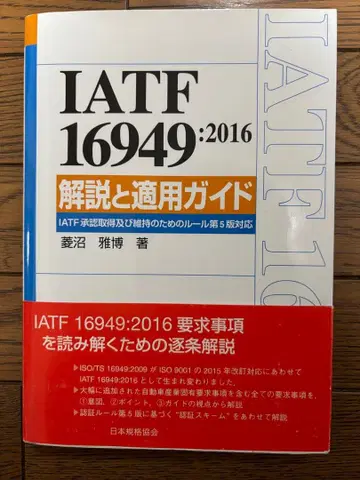 IATF
16949:2016
解説と適用ガイド
IATF 承認取得及び維持のためのルール第5版対応
菱沼 雅博 著
IATF 16
IATF 16949:2016 要求事項
を読み解くための逐条解説
▶ISO/TS 16949:2009 が ISO 9001 の 2015 年改訂対応にあわせて
IATF 16949:2016 として生まれ変わりました。
▶大幅に追加された自動車産業固有要求事項を含む全ての要求事項を、
①意図、②ポイント、③ガイドの視点から解説
▶認証ルール第5版に基づく“認証スキーム”をあわせて解説
日本規格協会